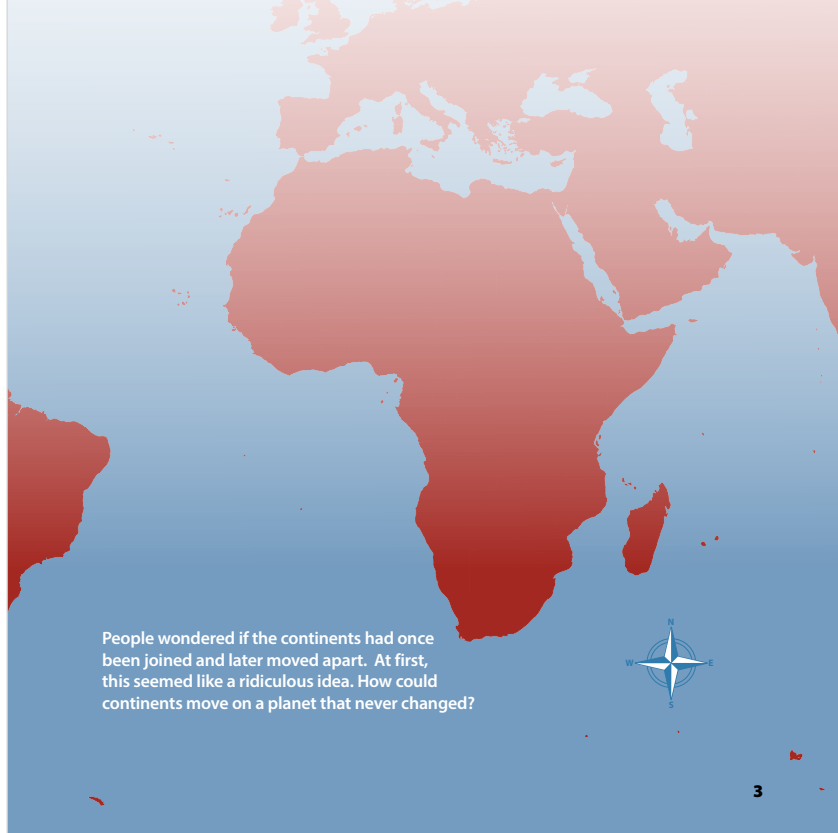 People wondered if the continents had once
been joined and later moved apart.  At first,
this seemed like a ridiculous idea. How could
continents move on a planet that never changed?
N
W E
S
3